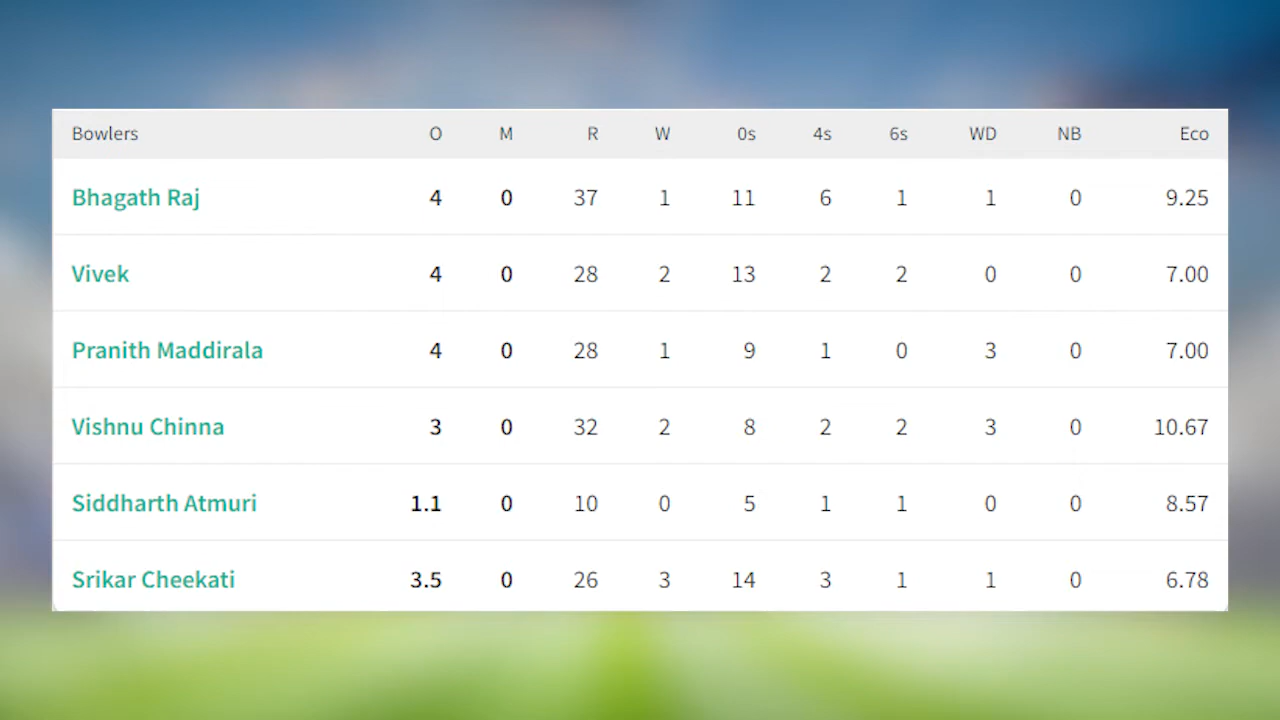 Bowlers O M R W 0s 4s 6s WD NB Eco
Bhagath Raj 4 0 37 1 11 6 1 1 0 9.25
Vivek 4 0 28 2 13 2 2 0 0 7.00
Pranith Maddirala 4 0 28 1 9 1 0 3 0 7.00
Vishnu Chinna 3 0 32 2 8 2 2 3 0 10.67
Siddharth Atmuri 1.1 0 10 0 5 1 1 0 0 8.57
Srikar Cheekati 3.5 0 26 3 14 3 1 1 0 6.78